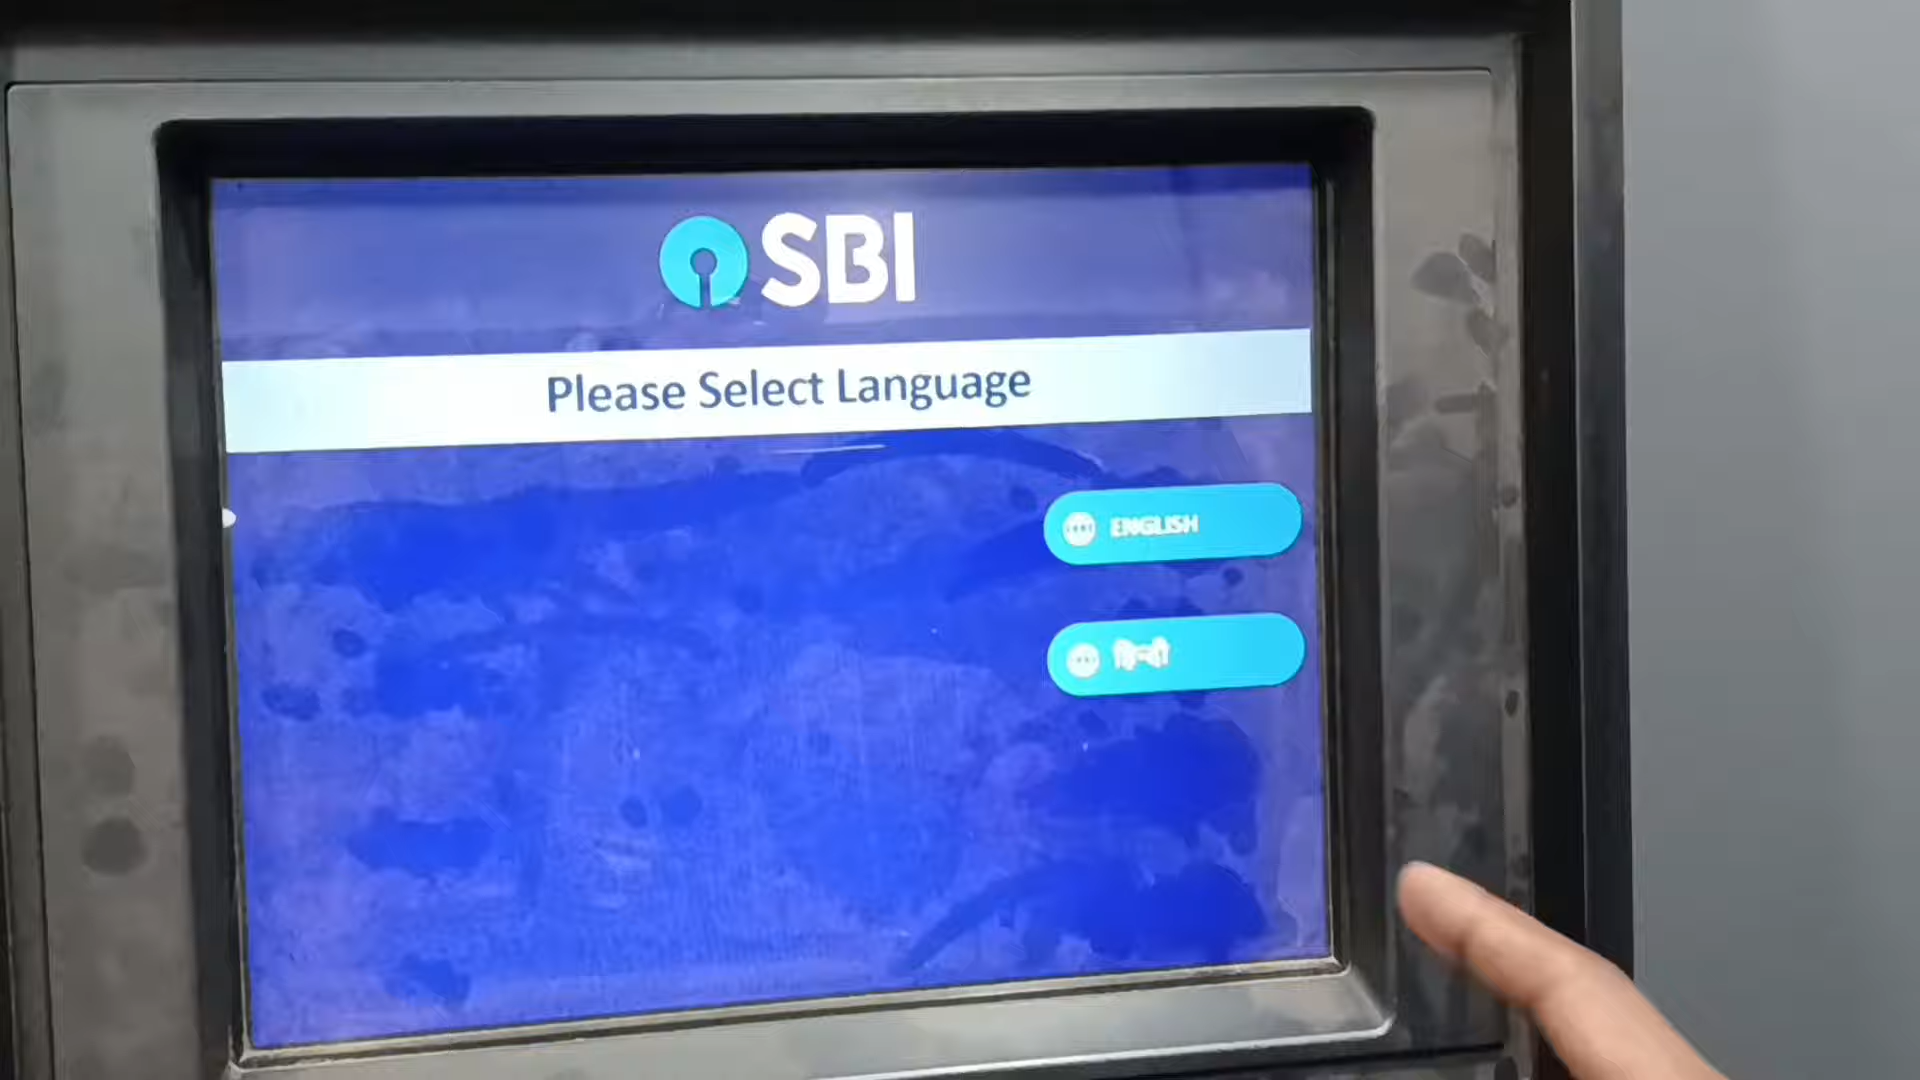 SBI
Please Select Language
ENGLISH
हिन्दी